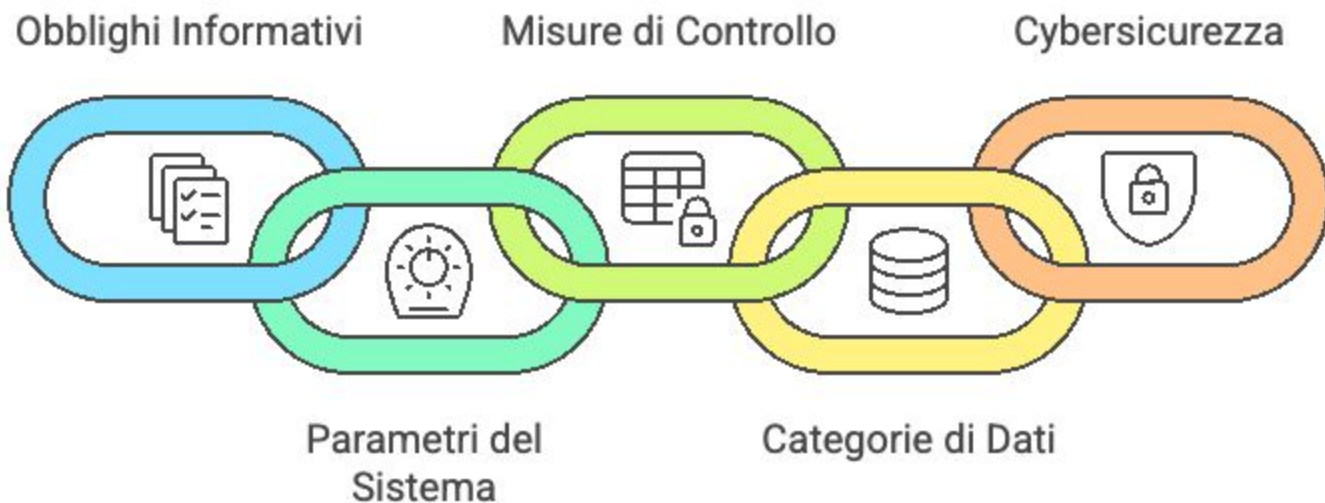 Obblighi Informativi
Misure di Controllo
Cybersicurezza
Parametri del
Sistema
Categorie di Dati